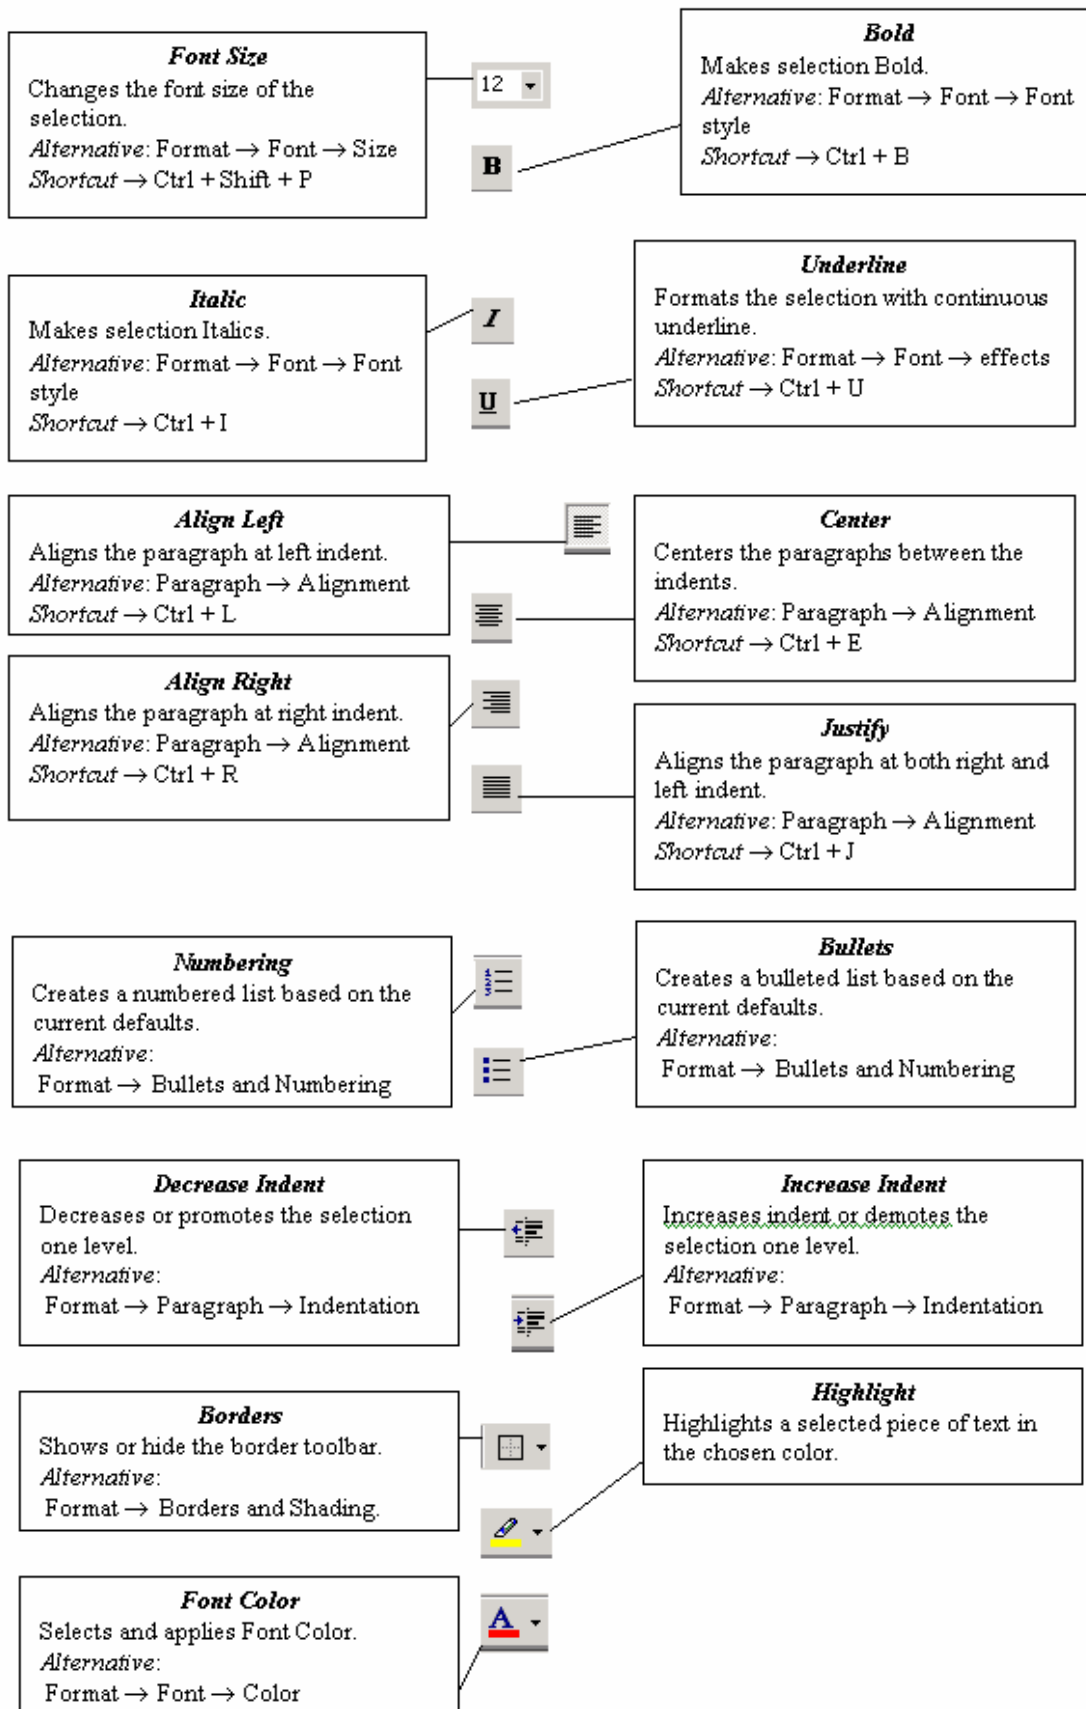 Font Size
Changes the font size of the
selection.
Alternative: Format → Font → Size
Shortcut → Ctrl + Shift + P
12
Bold
Makes selection Bold.
Alternative: Format → Font → Font
style
Shortcut → Ctrl + B
B
Italic
Makes selection Italics.
Alternative: Format → Font → Font
style
Shortcut → Ctrl + I
I
Underline
Formats the selection with continuous
underline.
Alternative: Format → Font → effects
Shortcut → Ctrl + U
U
Align Left
Aligns the paragraph at left indent.
Alternative: Paragraph → Alignment
Shortcut → Ctrl + L
Center
Centers the paragraphs between the
indents.
Alternative: Paragraph → Alignment
Shortcut → Ctrl + E
Align Right
Aligns the paragraph at right indent.
Alternative: Paragraph → Alignment
Shortcut → Ctrl + R
Justify
Aligns the paragraph at both right and
left indent.
Alternative: Paragraph → Alignment
Shortcut → Ctrl + J
Numbering
Creates a numbered list based on the
current defaults.
Alternative:
Format → Bullets and Numbering
Bullets
Creates a bulleted list based on the
current defaults.
Alternative:
Format → Bullets and Numbering
Decrease Indent
Decreases or promotes the selection
one level.
Alternative:
Format → Paragraph → Indentation
Increase Indent
Increases indent or demotes the
selection one level.
Alternative:
Format → Paragraph → Indentation
Borders
Shows or hide the border toolbar.
Alternative:
Format → Borders and Shading.
Highlight
Highlights a selected piece of text in
the chosen color.
Font Color
Selects and applies Font Color.
Alternative:
Format → Font → Color
A